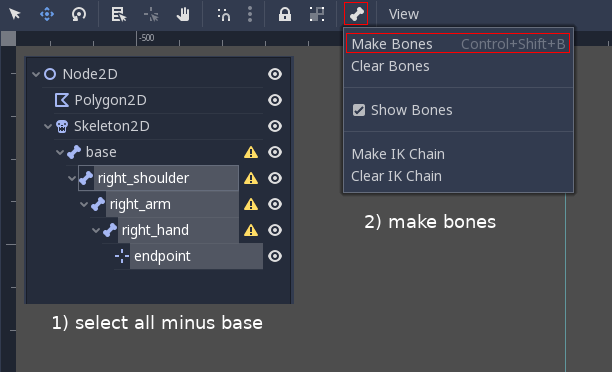 View
-500
Make Bones Control+Shift+B
Clear Bones
Show Bones
Make IK Chain
Clear IK Chain
Node2D
Polygon2D
Skeleton2D
base
right_shoulder
right_arm
right_hand
endpoint
1) select all minus base
2) make bones